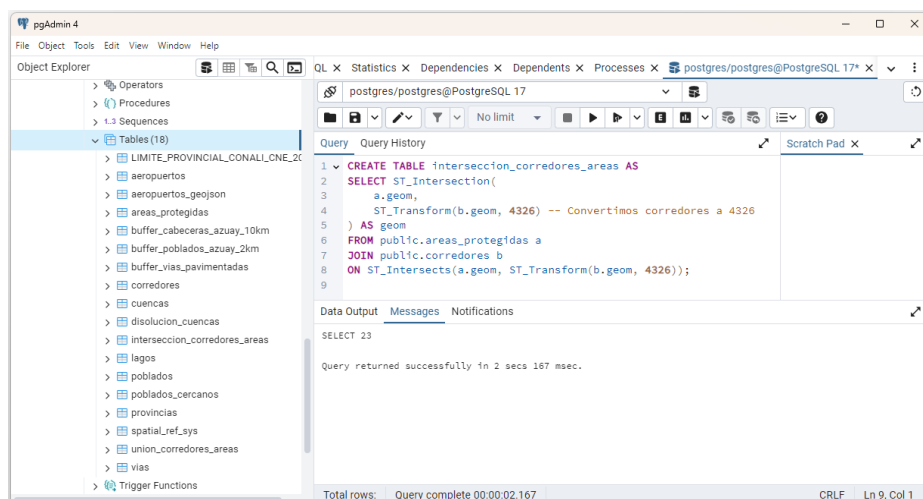 pgAdmin 4
File Object Tools Edit View Window Help
Object Explorer
QL Statistics Dependencies Dependents Processes postgres/postgres@PostgreSQL 17*
Operators
Procedures
1..3 Sequences
Tables (18)
LIMITE_PROVINCIAL_CONALI_CNE_20
aeropuertos
aeropuertos_geojson
areas_protegidas
buffer_cabeceras_azuay_10km
buffer_poblados_azuay_2km
buffer_vias_pavimentadas
corredores
cuencas
disolucion_cuencas
interseccion_corredores_areas
lagos
poblados
poblados_cercanos
provincias
spatial_ref_sys
union_corredores_areas
vias
Trigger Functions
postgres/postgres@PostgreSQL 17
No limit
E
Query Query History
Scratch Pad
1 CREATE TABLE interseccion_corredores_areas AS
2 SELECT ST_Intersection(
3 a.geom,
4 ST_Transform(b.geom, 4326) -- Convertimos corredores a 4326
5 ) AS geom
6 FROM public.areas_protegidas a
7 JOIN public.corredores b
8 ON ST_Intersects(a.geom, ST_Transform(b.geom, 4326));
9
Data Output Messages Notifications
SELECT 23
Query returned successfully in 2 secs 167 msec.
Total rows: Query complete 00:00:02.167 CRLF Ln 9, Col 1